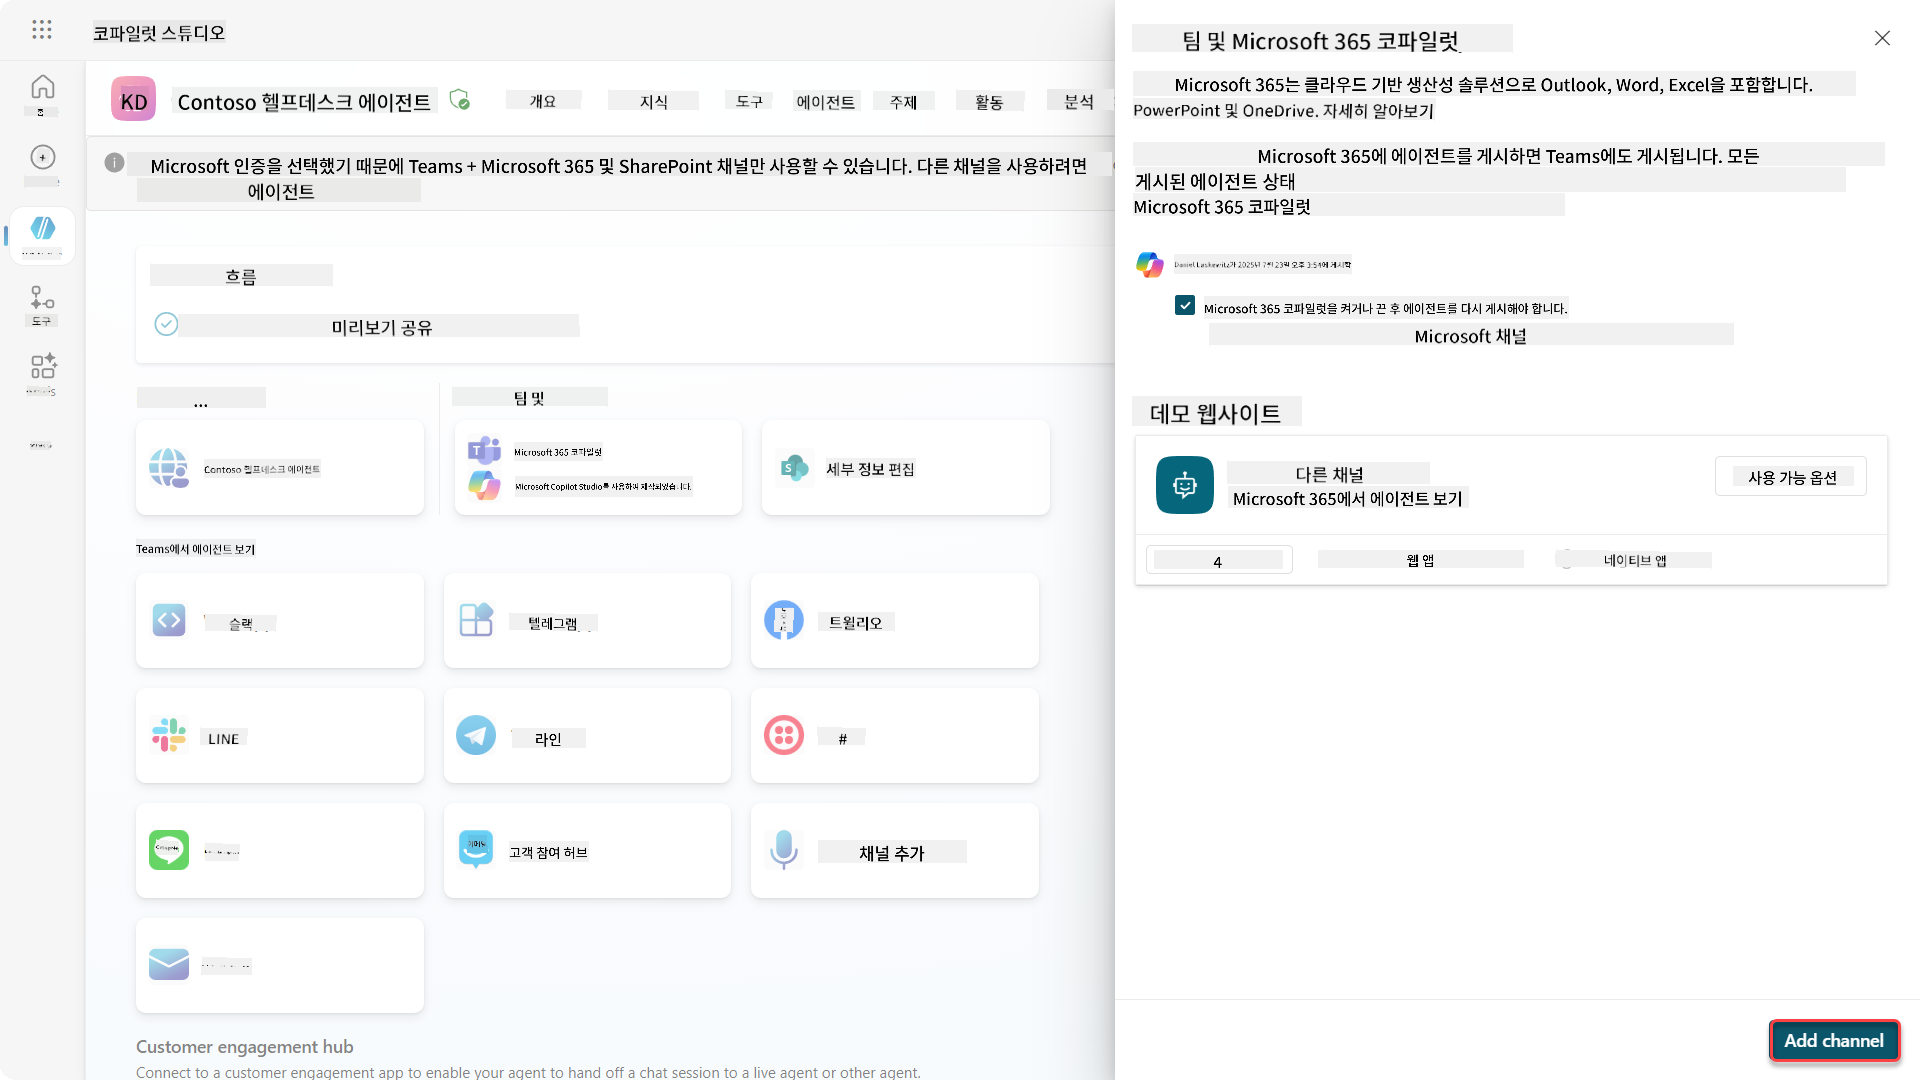 코파일럿 스튜디오
홈
도구
KD
Contoso 헬프데스크 에이전트
개요
지식
도구
에이전트
주제
활동
분석
Microsoft 인증을 선택했기 때문에 Teams + Microsoft 365 및 SharePoint 채널만 사용할 수 있습니다. 다른 채널을 사용하려면
에이전트
흐름
미리보기 공유
...
팀 및
Contoso 헬프데스크 에이전트
Microsoft 365 코파일럿
Microsoft Copilot Studio를 사용하여 제작되었습니다.
세부 정보 편집
Teams에서 에이전트 보기
슬랙
텔레그램
트윌리오
LINE
라인
#
고객 참여 허브
채널 추가
Customer engagement hub
Connect to a customer engagement app to enable your agent to hand off a chat session to a live agent or other agent.
팀 및 Microsoft 365 코파일럿
Microsoft 365는 클라우드 기반 생산성 솔루션으로 Outlook, Word, Excel을 포함합니다.
PowerPoint 및 OneDrive. 자세히 알아보기
Microsoft 365에 에이전트를 게시하면 Teams에도 게시됩니다. 모든
게시된 에이전트 상태
Microsoft 365 코파일럿
Daniel Laskewitz가 2025년 7월 23일 오후 3:54에 게시함
Microsoft 365 코파일럿을 켜거나 끈 후 에이전트를 다시 게시해야 합니다.
Microsoft 채널
데모 웹사이트
다른 채널
Microsoft 365에서 에이전트 보기
사용 가능 옵션
4
웹 앱
네이티브 앱
Add channel